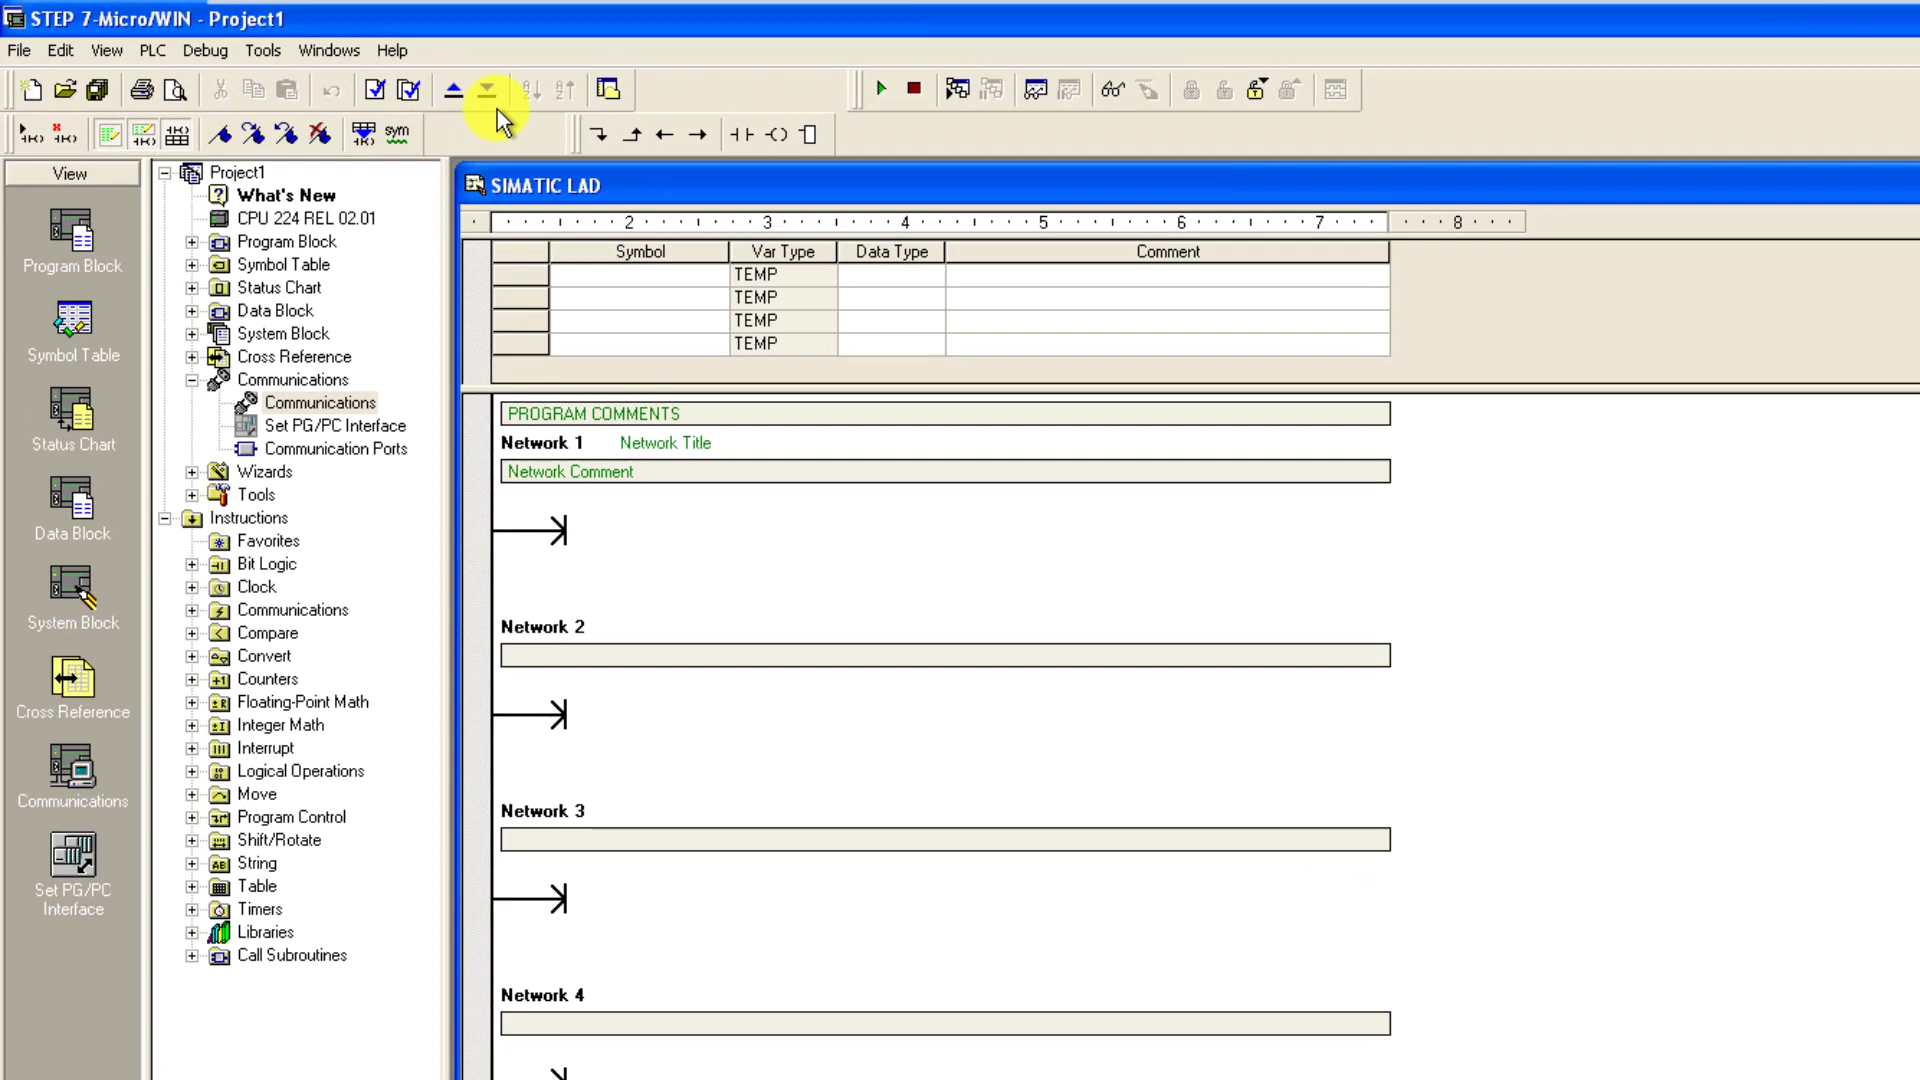 STEP 7-Micro/WIN - Project1
File Edit View PLC Debug Tools Windows Help
sym
View
Program Block
Symbol Table
Status Chart
Data Block
System Block
Cross Reference
Communications
Set PG/PC
Interface
Project1
What's New
CPU 224 REL 02.01
Program Block
Symbol Table
Status Chart
Data Block
System Block
Cross Reference
Communications
Communications
Set PG/PC Interface
Communication Ports
Wizards
Tools
Instructions
Favorites
Bit Logic
Clock
Communications
Compare
Convert
Counters
Floating-Point Math
Integer Math
Interrupt
Logical Operations
Move
Program Control
Shift/Rotate
String
Table
Timers
Libraries
Call Subroutines
SIMATIC LAD
2 3 4 5 6 7 8
Symbol Var Type Data Type Comment
TEMP
TEMP
TEMP
TEMP
PROGRAM COMMENTS
Network 1 Network Title
Network Comment
Network 2
Network 3
Network 4